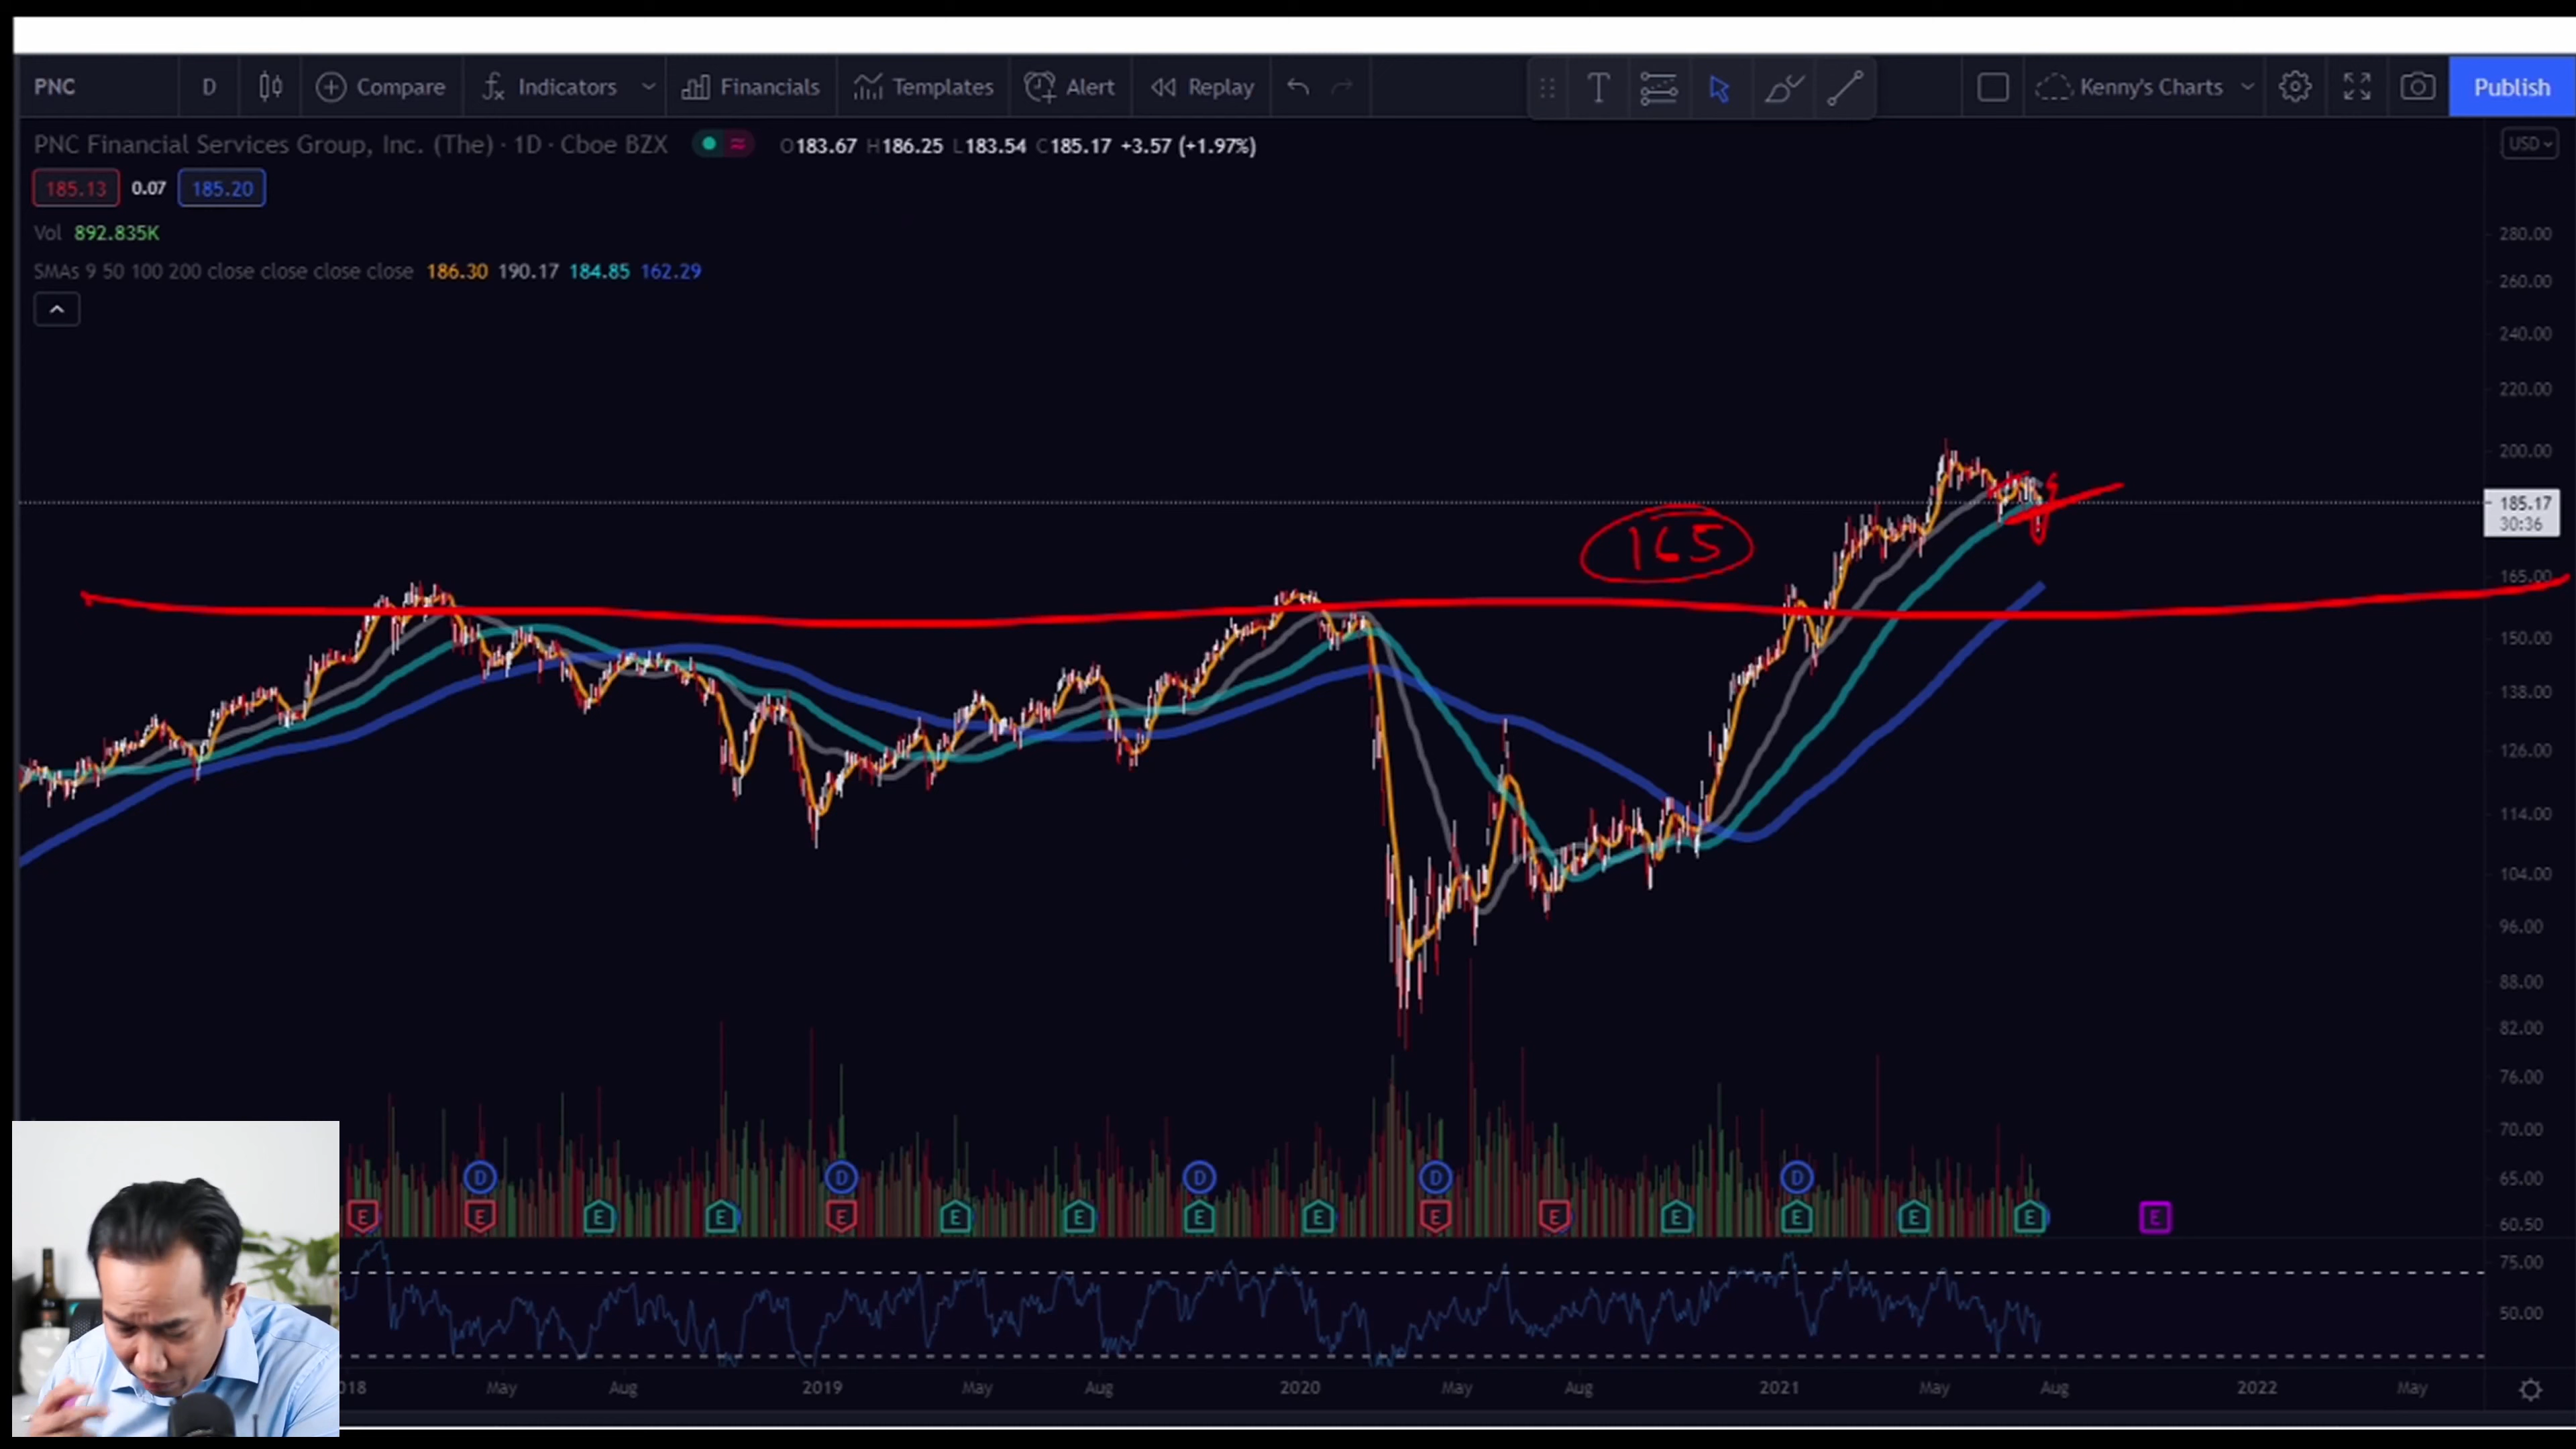 PNC D Compare Indicators Financials Templates Alert Replay T Kenny's Charts Publish
PNC Financial Services Group, Inc. (The) · 1D · Cboe BZX O183.67 H186.25 L183.54 C185.17 +3.57 (+1.97%) USD
185.13 0.07 185.20
Vol 892.835K
280.00
SMAs 9 50 100 200 close close close close 186.30 190.17 184.85 162.29
260.00
240.00
220.00
200.00
185.17
30:36
165
165.00
150.00
138.00
126.00
114.00
104.00
96.00
88.00
82.00
76.00
70.00
D D D D D
65.00
E E E E E E E E E E E E E E E E
60.50
75.00
50.00
018 May Aug 2019 May Aug 2020 May Aug 2021 May Aug 2022 May